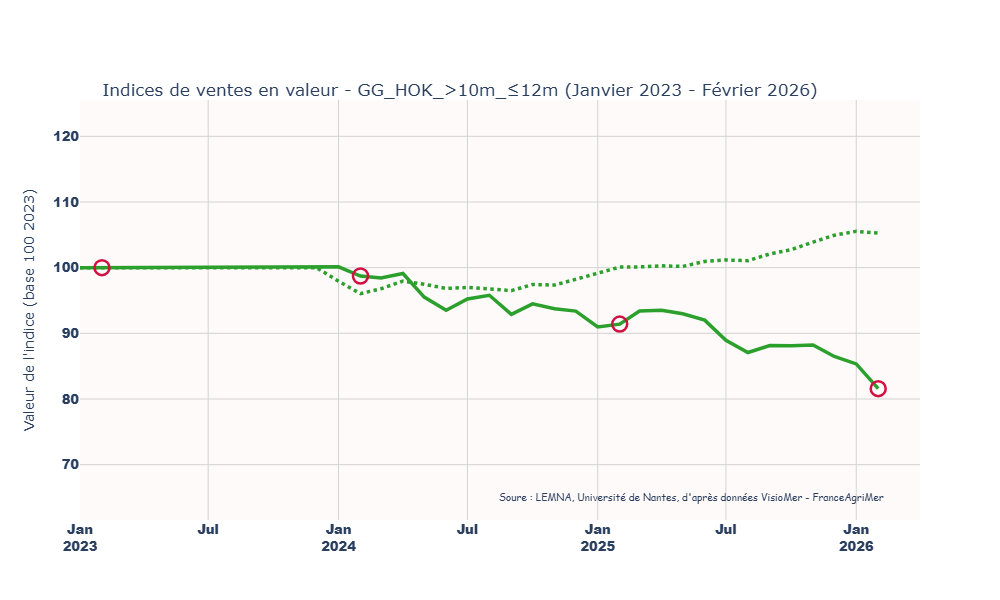 Indices de ventes en valeur - GG_HOK_>10m_≤12m (Janvier 2023 - Février 2026)
Valeur de l'indice (base 100 2023)
120
110
100
90
80
70
Soure : LEMNA, Université de Nantes, d'après données VisioMer - FranceAgriMer
Jan Jul Jan Jul Jan Jul Jan
2023 2024 2025 2026